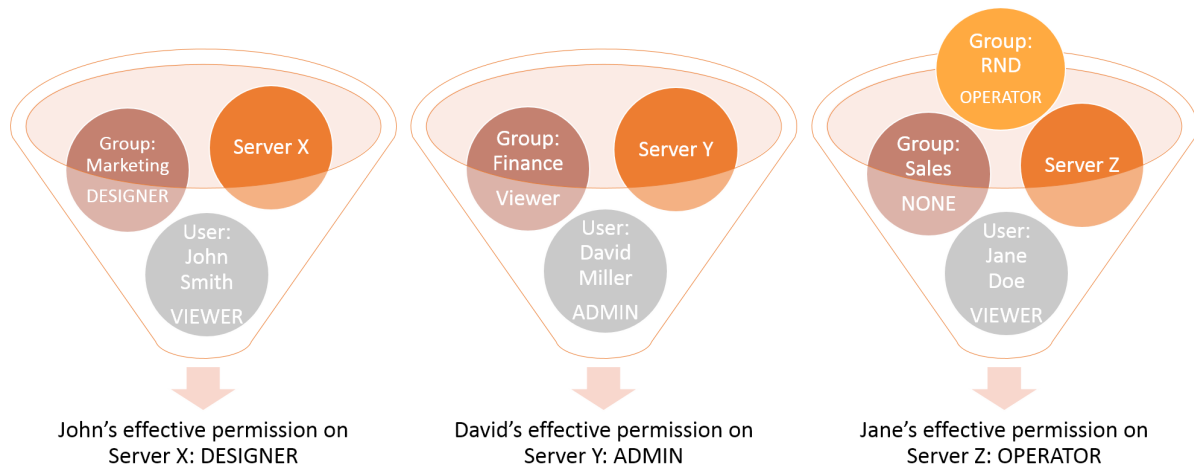 Group:
Marketing
DESIGNER
Server X
User:
John
Smith
VIEWER
John’s effective permission on
Server X: DESIGNER
Group:
Finance
Viewer
Server Y
User:
David
Miller
ADMIN
David’s effective permission on
Server Y: ADMIN
Group:
RND
OPERATOR
Group:
Sales
NONE
Server Z
User:
Jane
Doe
VIEWER
Jane’s effective permission on
Server Z: OPERATOR